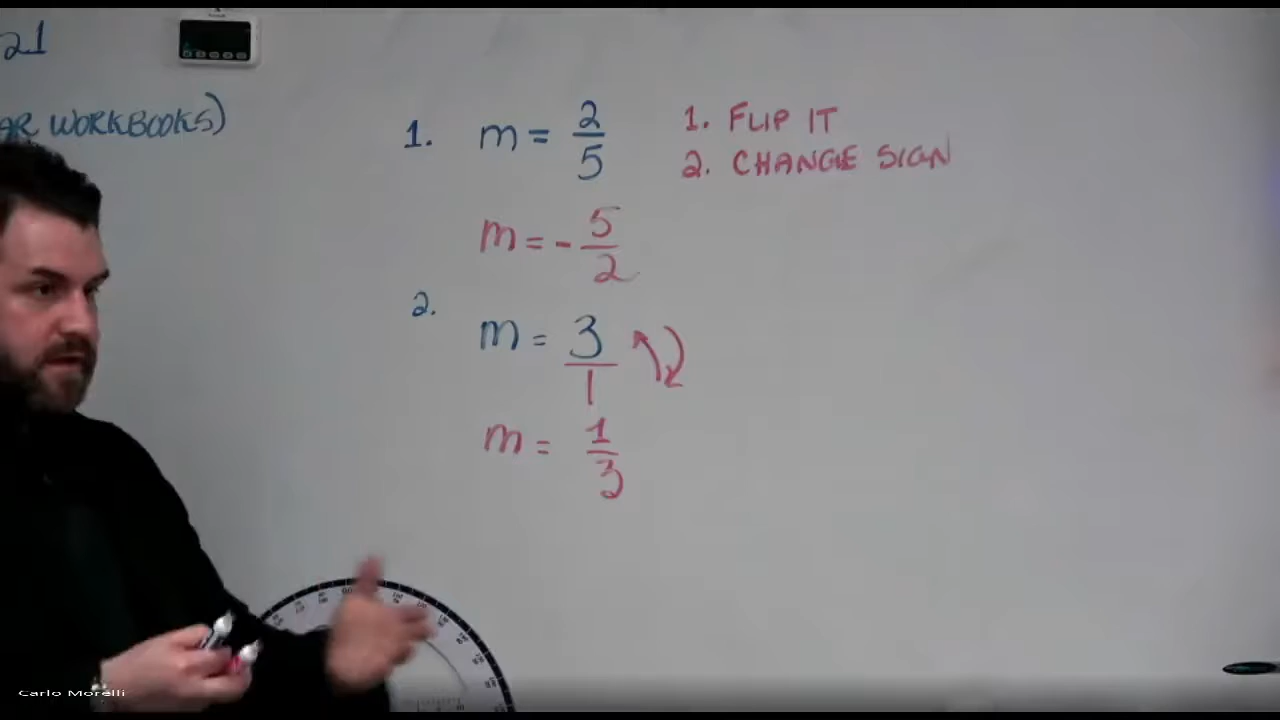 21
AR WORKBOOKS)
1. m = 2/5
1. FLIP IT
2. CHANGE SIGN
m = - 5/2
2.
m = 3/1
m = 1/3
Carlo Morelli